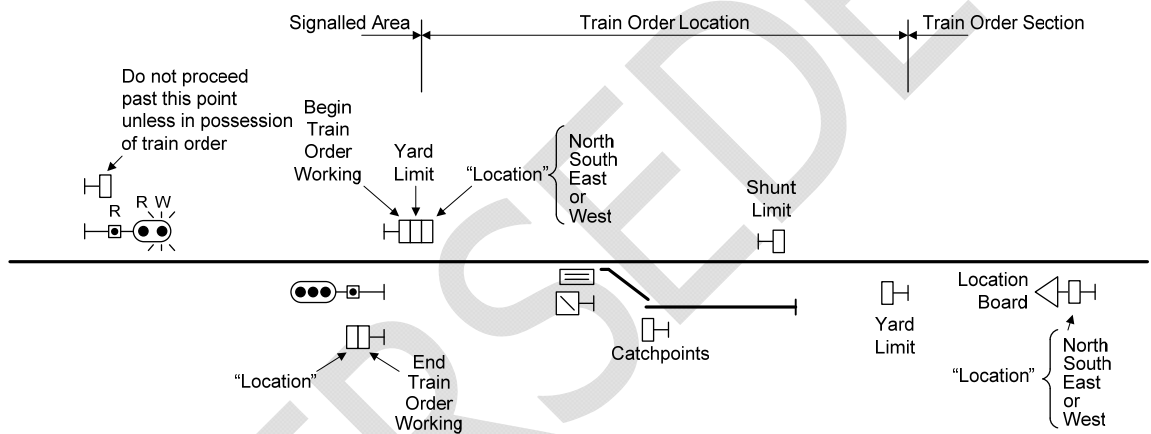 Signalled Area
Train Order Location
Train Order Section
Do not proceed
past this point
unless in possession
of train order
Begin
Train
Order
Working
Yard
Limit
“Location”
North
South
East
or
West
Shunt
Limit
R
R W
Location
Board
Yard
Limit
Catchpoints
“Location”
End
Train
Order
Working
“Location”
North
South
East
or
West